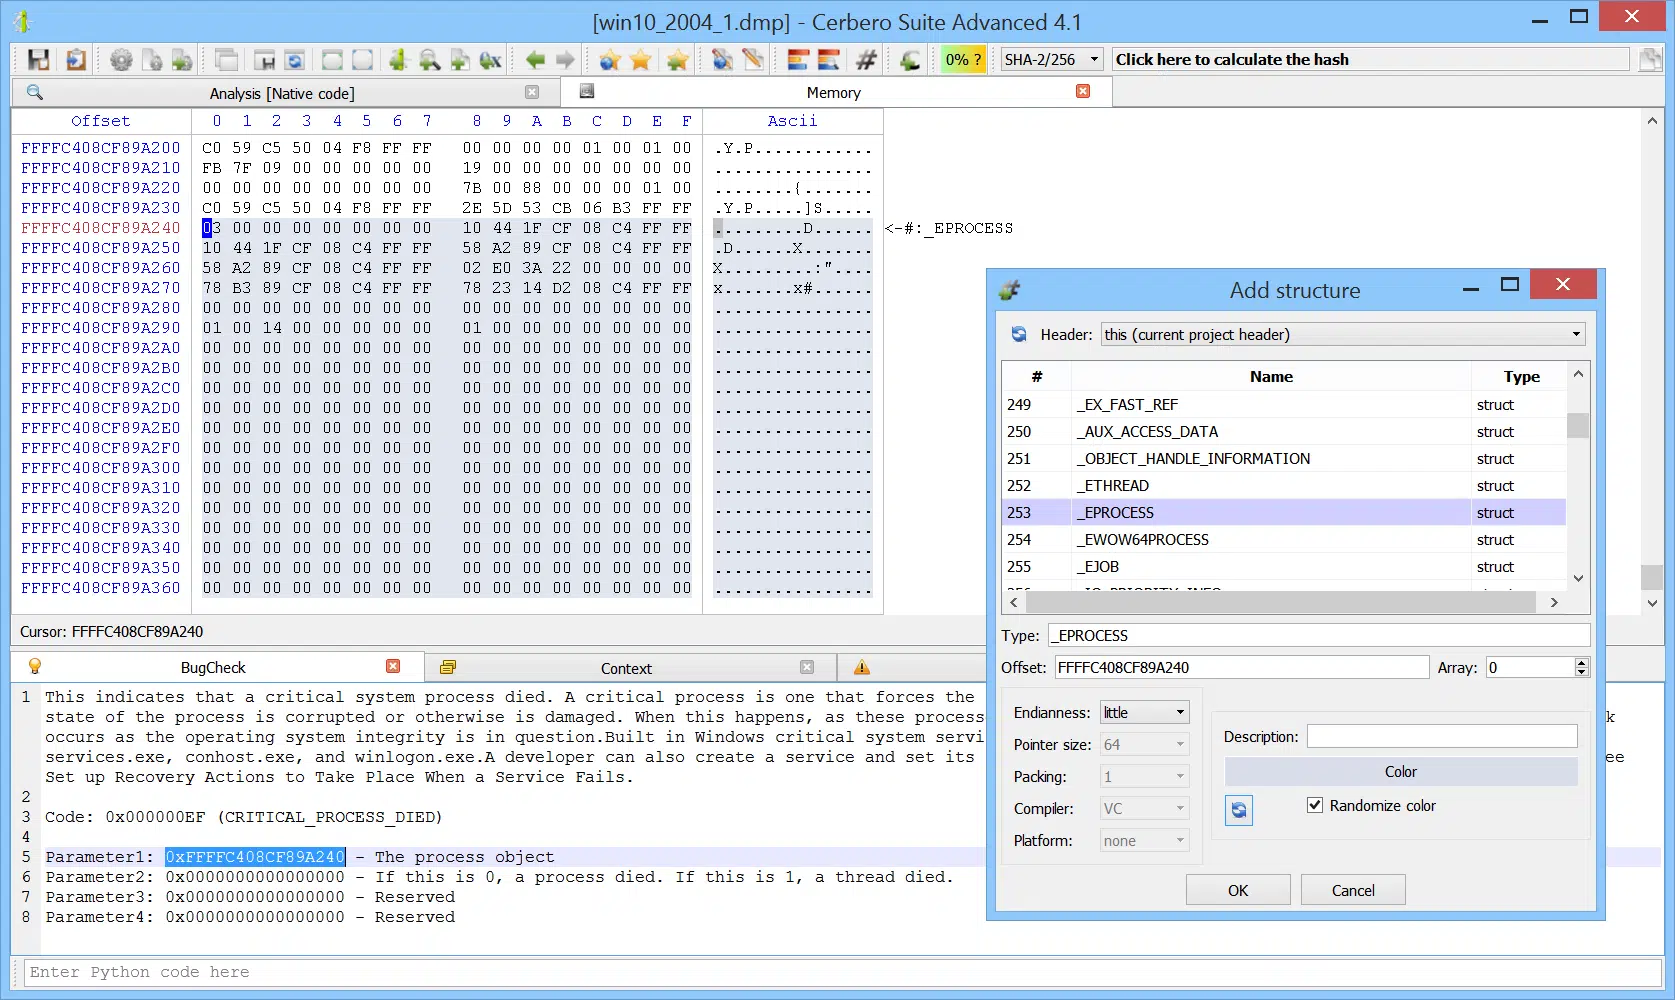 [win10_2004_1.dmp] - Cerbero Suite Advanced 4.1
0% ? SHA-2/256 Click here to calculate the hash
Analysis [Native code] Memory
Offset 0 1 2 3 4 5 6 7 8 9 A B C D E F Ascii
FFFFC408CF89A200 C0 59 C5 50 04 F8 FF FF 00 00 00 00 01 00 01 00 .Y.P............
FFFFC408CF89A210 FB 7F 09 00 00 00 00 00 19 00 00 00 00 00 00 00 ................
FFFFC408CF89A220 00 00 00 00 00 00 00 00 7B 00 88 00 00 00 01 00 ........{.......
FFFFC408CF89A230 C0 59 C5 50 04 F8 FF FF 2E 5D 53 CB 06 B3 FF FF .Y.P.....]S.....
FFFFC408CF89A240 03 00 00 00 00 00 00 00 10 44 1F CF 08 C4 FF FF .........D...... <-#:_EPROCESS
FFFFC408CF89A250 10 44 1F CF 08 C4 FF FF 58 A2 89 CF 08 C4 FF FF .D......X.......
FFFFC408CF89A260 58 A2 89 CF 08 C4 FF FF 02 E0 3A 22 00 00 00 00 X.........:"....
FFFFC408CF89A270 78 B3 89 CF 08 C4 FF FF 78 23 14 D2 08 C4 FF FF x.......x#......
FFFFC408CF89A280 00 00 00 00 00 00 00 00 00 00 00 00 00 00 00 00 ................
FFFFC408CF89A290 01 00 14 00 00 00 00 00 01 00 00 00 00 00 00 00 ................
FFFFC408CF89A2A0 00 00 00 00 00 00 00 00 00 00 00 00 00 00 00 00 ................
FFFFC408CF89A2B0 00 00 00 00 00 00 00 00 00 00 00 00 00 00 00 00 ................
FFFFC408CF89A2C0 00 00 00 00 00 00 00 00 00 00 00 00 00 00 00 00 ................
FFFFC408CF89A2D0 00 00 00 00 00 00 00 00 00 00 00 00 00 00 00 00 ................
FFFFC408CF89A2E0 00 00 00 00 00 00 00 00 00 00 00 00 00 00 00 00 ................
FFFFC408CF89A2F0 00 00 00 00 00 00 00 00 00 00 00 00 00 00 00 00 ................
FFFFC408CF89A300 00 00 00 00 00 00 00 00 00 00 00 00 00 00 00 00 ................
FFFFC408CF89A310 00 00 00 00 00 00 00 00 00 00 00 00 00 00 00 00 ................
FFFFC408CF89A320 00 00 00 00 00 00 00 00 00 00 00 00 00 00 00 00 ................
FFFFC408CF89A330 00 00 00 00 00 00 00 00 00 00 00 00 00 00 00 00 ................
FFFFC408CF89A340 00 00 00 00 00 00 00 00 00 00 00 00 00 00 00 00 ................
FFFFC408CF89A350 00 00 00 00 00 00 00 00 00 00 00 00 00 00 00 00 ................
FFFFC408CF89A360 00 00 00 00 00 00 00 00 00 00 00 00 00 00 00 00 ................
Cursor: FFFFC408CF89A240
BugCheck Context
1 This indicates that a critical system process died. A critical process is one that forces the
state of the process is corrupted or otherwise is damaged. When this happens, as these process k
occurs as the operating system integrity is in question.Built in Windows critical system servi
services.exe, conhost.exe, and winlogon.exe.A developer can also create a service and set its ee
Set up Recovery Actions to Take Place When a Service Fails.
2
3 Code: 0x000000EF (CRITICAL_PROCESS_DIED)
4
5 Parameter1: 0xFFFFC408CF89A240 - The process object
6 Parameter2: 0x0000000000000000 - If this is 0, a process died. If this is 1, a thread died.
7 Parameter3: 0x0000000000000000 - Reserved
8 Parameter4: 0x0000000000000000 - Reserved
Enter Python code here
Add structure
Header: this (current project header)
# Name Type
249 _EX_FAST_REF struct
250 _AUX_ACCESS_DATA struct
251 _OBJECT_HANDLE_INFORMATION struct
252 _ETHREAD struct
253 _EPROCESS struct
254 _EWOW64PROCESS struct
255 _EJOB struct
Type: _EPROCESS
Offset: FFFFC408CF89A240 Array: 0
Endianness: little
Pointer size: 64
Packing: 1
Compiler: VC
Platform: none
Description:
Color
Randomize color
OK Cancel